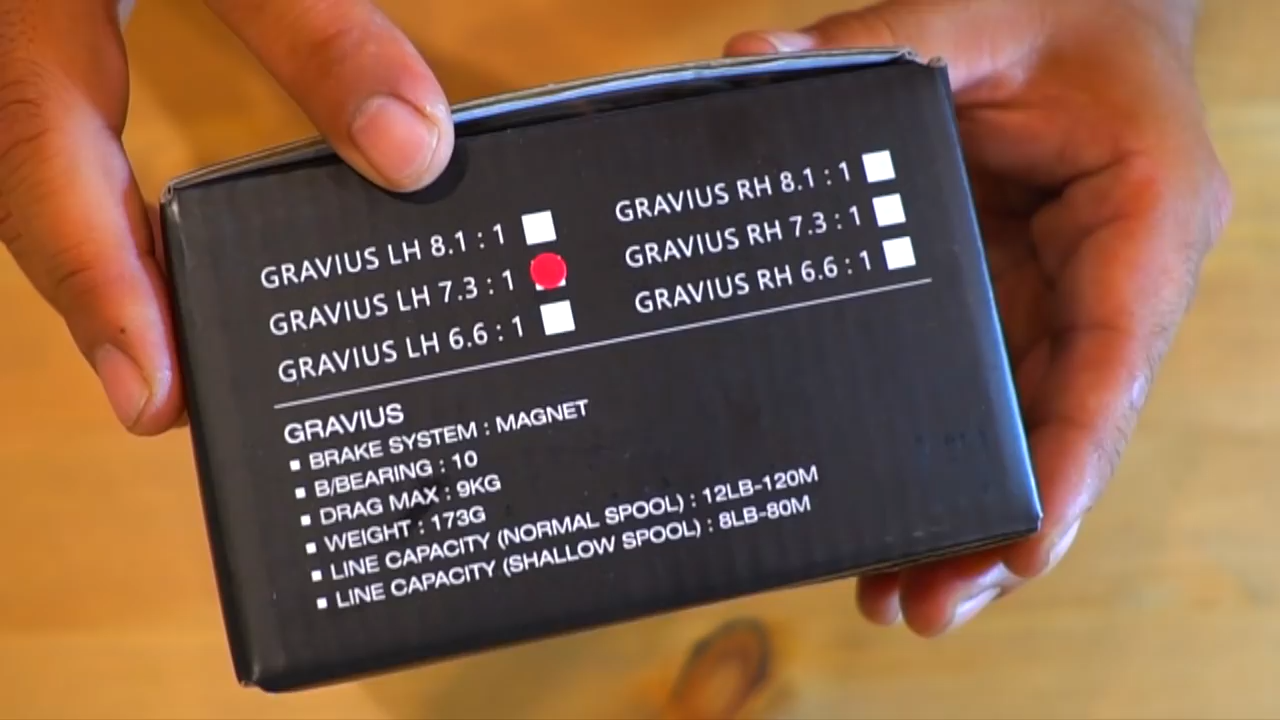 GRAVIUS LH 8.1 : 1
GRAVIUS LH 7.3 : 1
GRAVIUS LH 6.6 : 1
GRAVIUS RH 8.1 : 1
GRAVIUS RH 7.3 : 1
GRAVIUS RH 6.6 : 1
GRAVIUS
BRAKE SYSTEM : MAGNET
B/BEARING : 10
DRAG MAX : 9KG
WEIGHT : 173G
LINE CAPACITY (NORMAL SPOOL) : 12LB-120M
LINE CAPACITY (SHALLOW SPOOL) : 8LB-80M